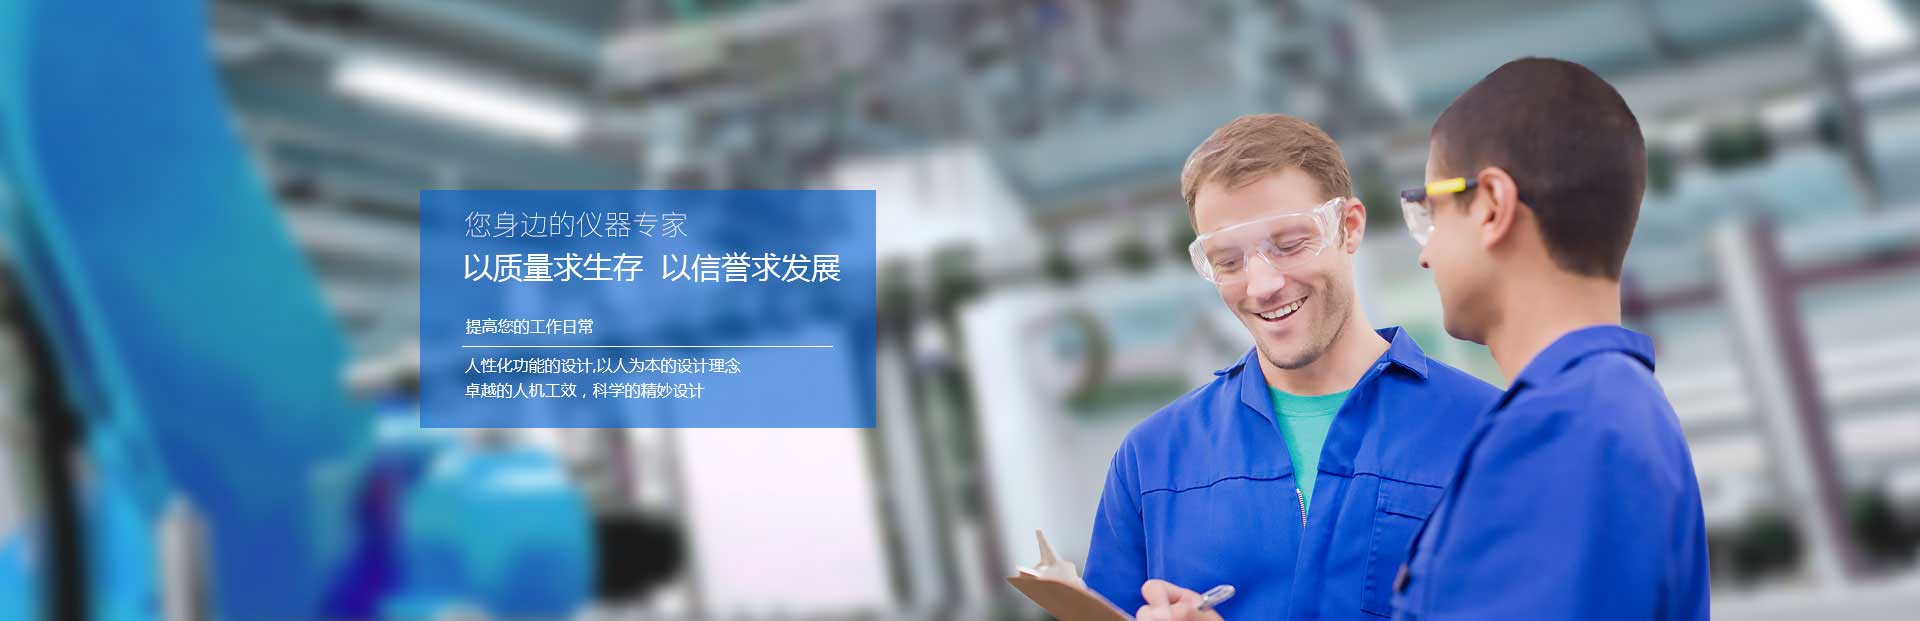 您身边的仪器专家
以质量求生存 以信誉求发展
提高您的工作日常
人性化功能的设计,以人为本的设计理念
卓越的人机工效，科学的精妙设计